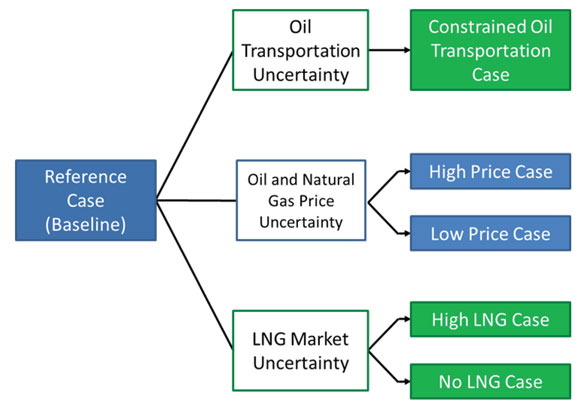 Oil
Transportation
Uncertainty
Constrained Oil
Transportation
Case
Reference
Case
(Baseline)
Oil and Natural
Gas Price
Uncertainty
High Price Case
Low Price Case
LNG Market
Uncertainty
High LNG Case
No LNG Case